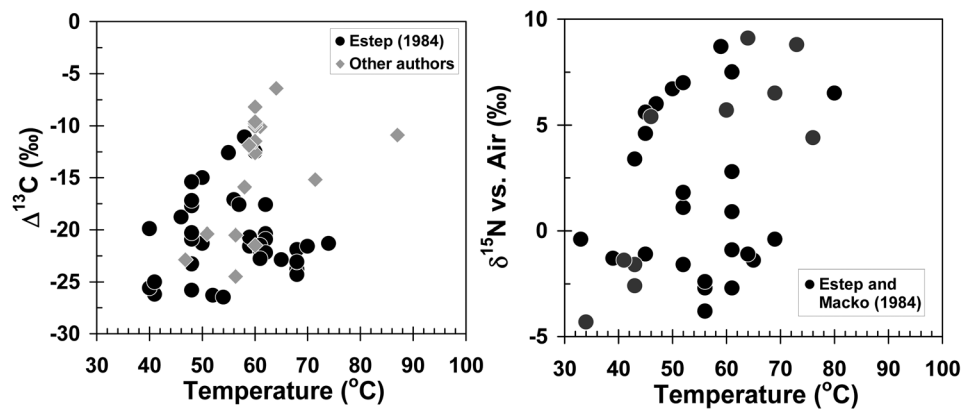 0
-5
-10
-15
-20
-25
-30
Δ¹³C (‰)
Estep (1984)
Other authors
30 40 50 60 70 80 90 100
Temperature (°C)
10
5
0
-5
δ¹⁵N vs. Air (‰)
Estep and
Macko (1984)
30 40 50 60 70 80 90 100
Temperature (°C)